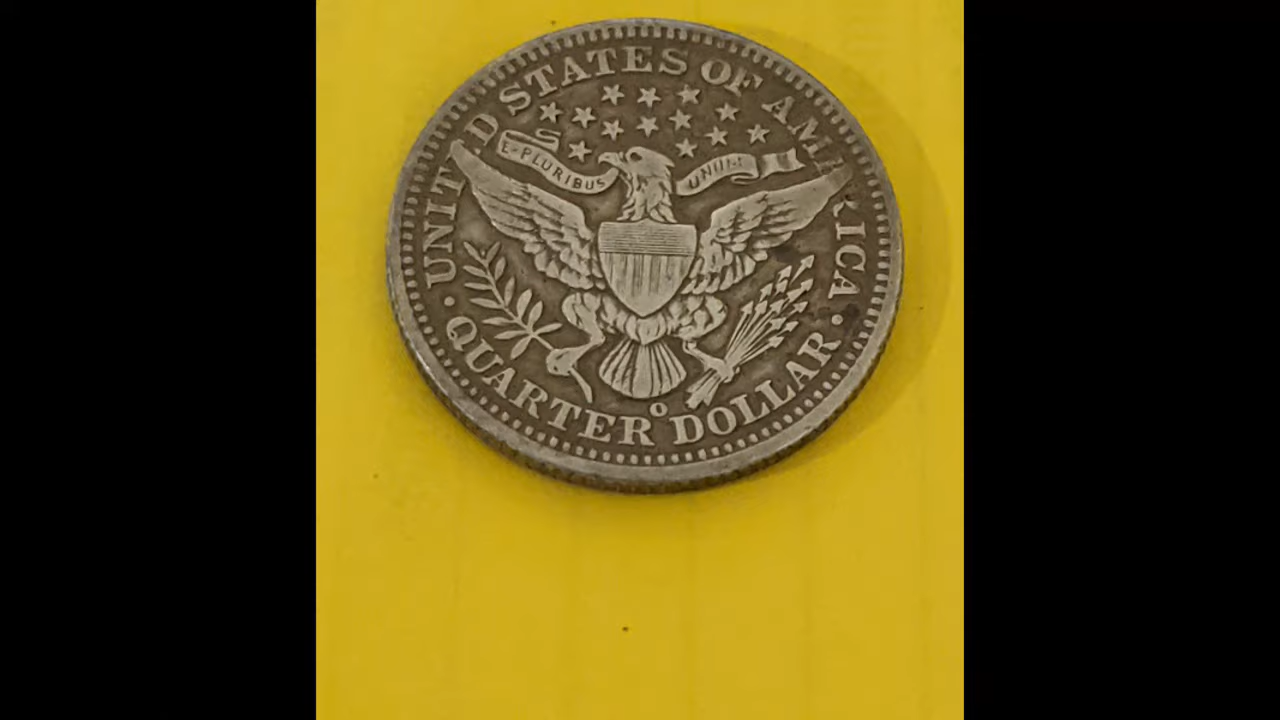 UNITED STATES OF AMERICA
E PLURIBUS UNUM
O
· QUARTER DOLLAR ·